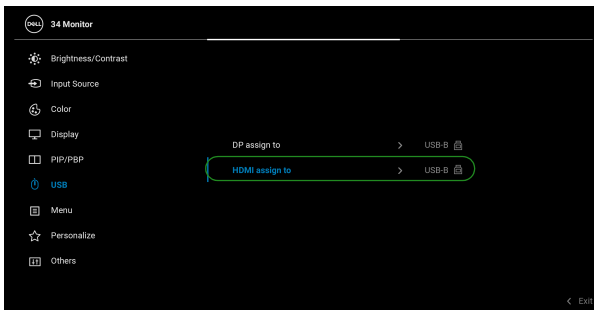 DELL
34 Monitor
Brightness/Contrast
Input Source
Color
Display
DP assign to
USB-B
PIP/PBP
HDMI assign to
USB-B
USB
Menu
Personalize
Others
Exit